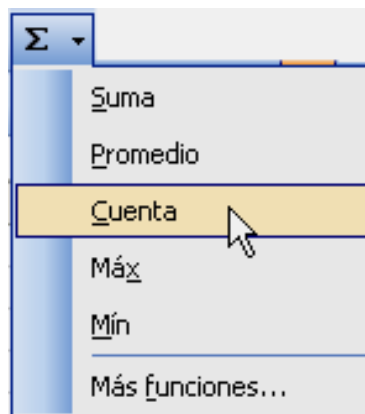 Σ
Suma
Promedio
Cuenta
Máx
Mín
Más funciones...